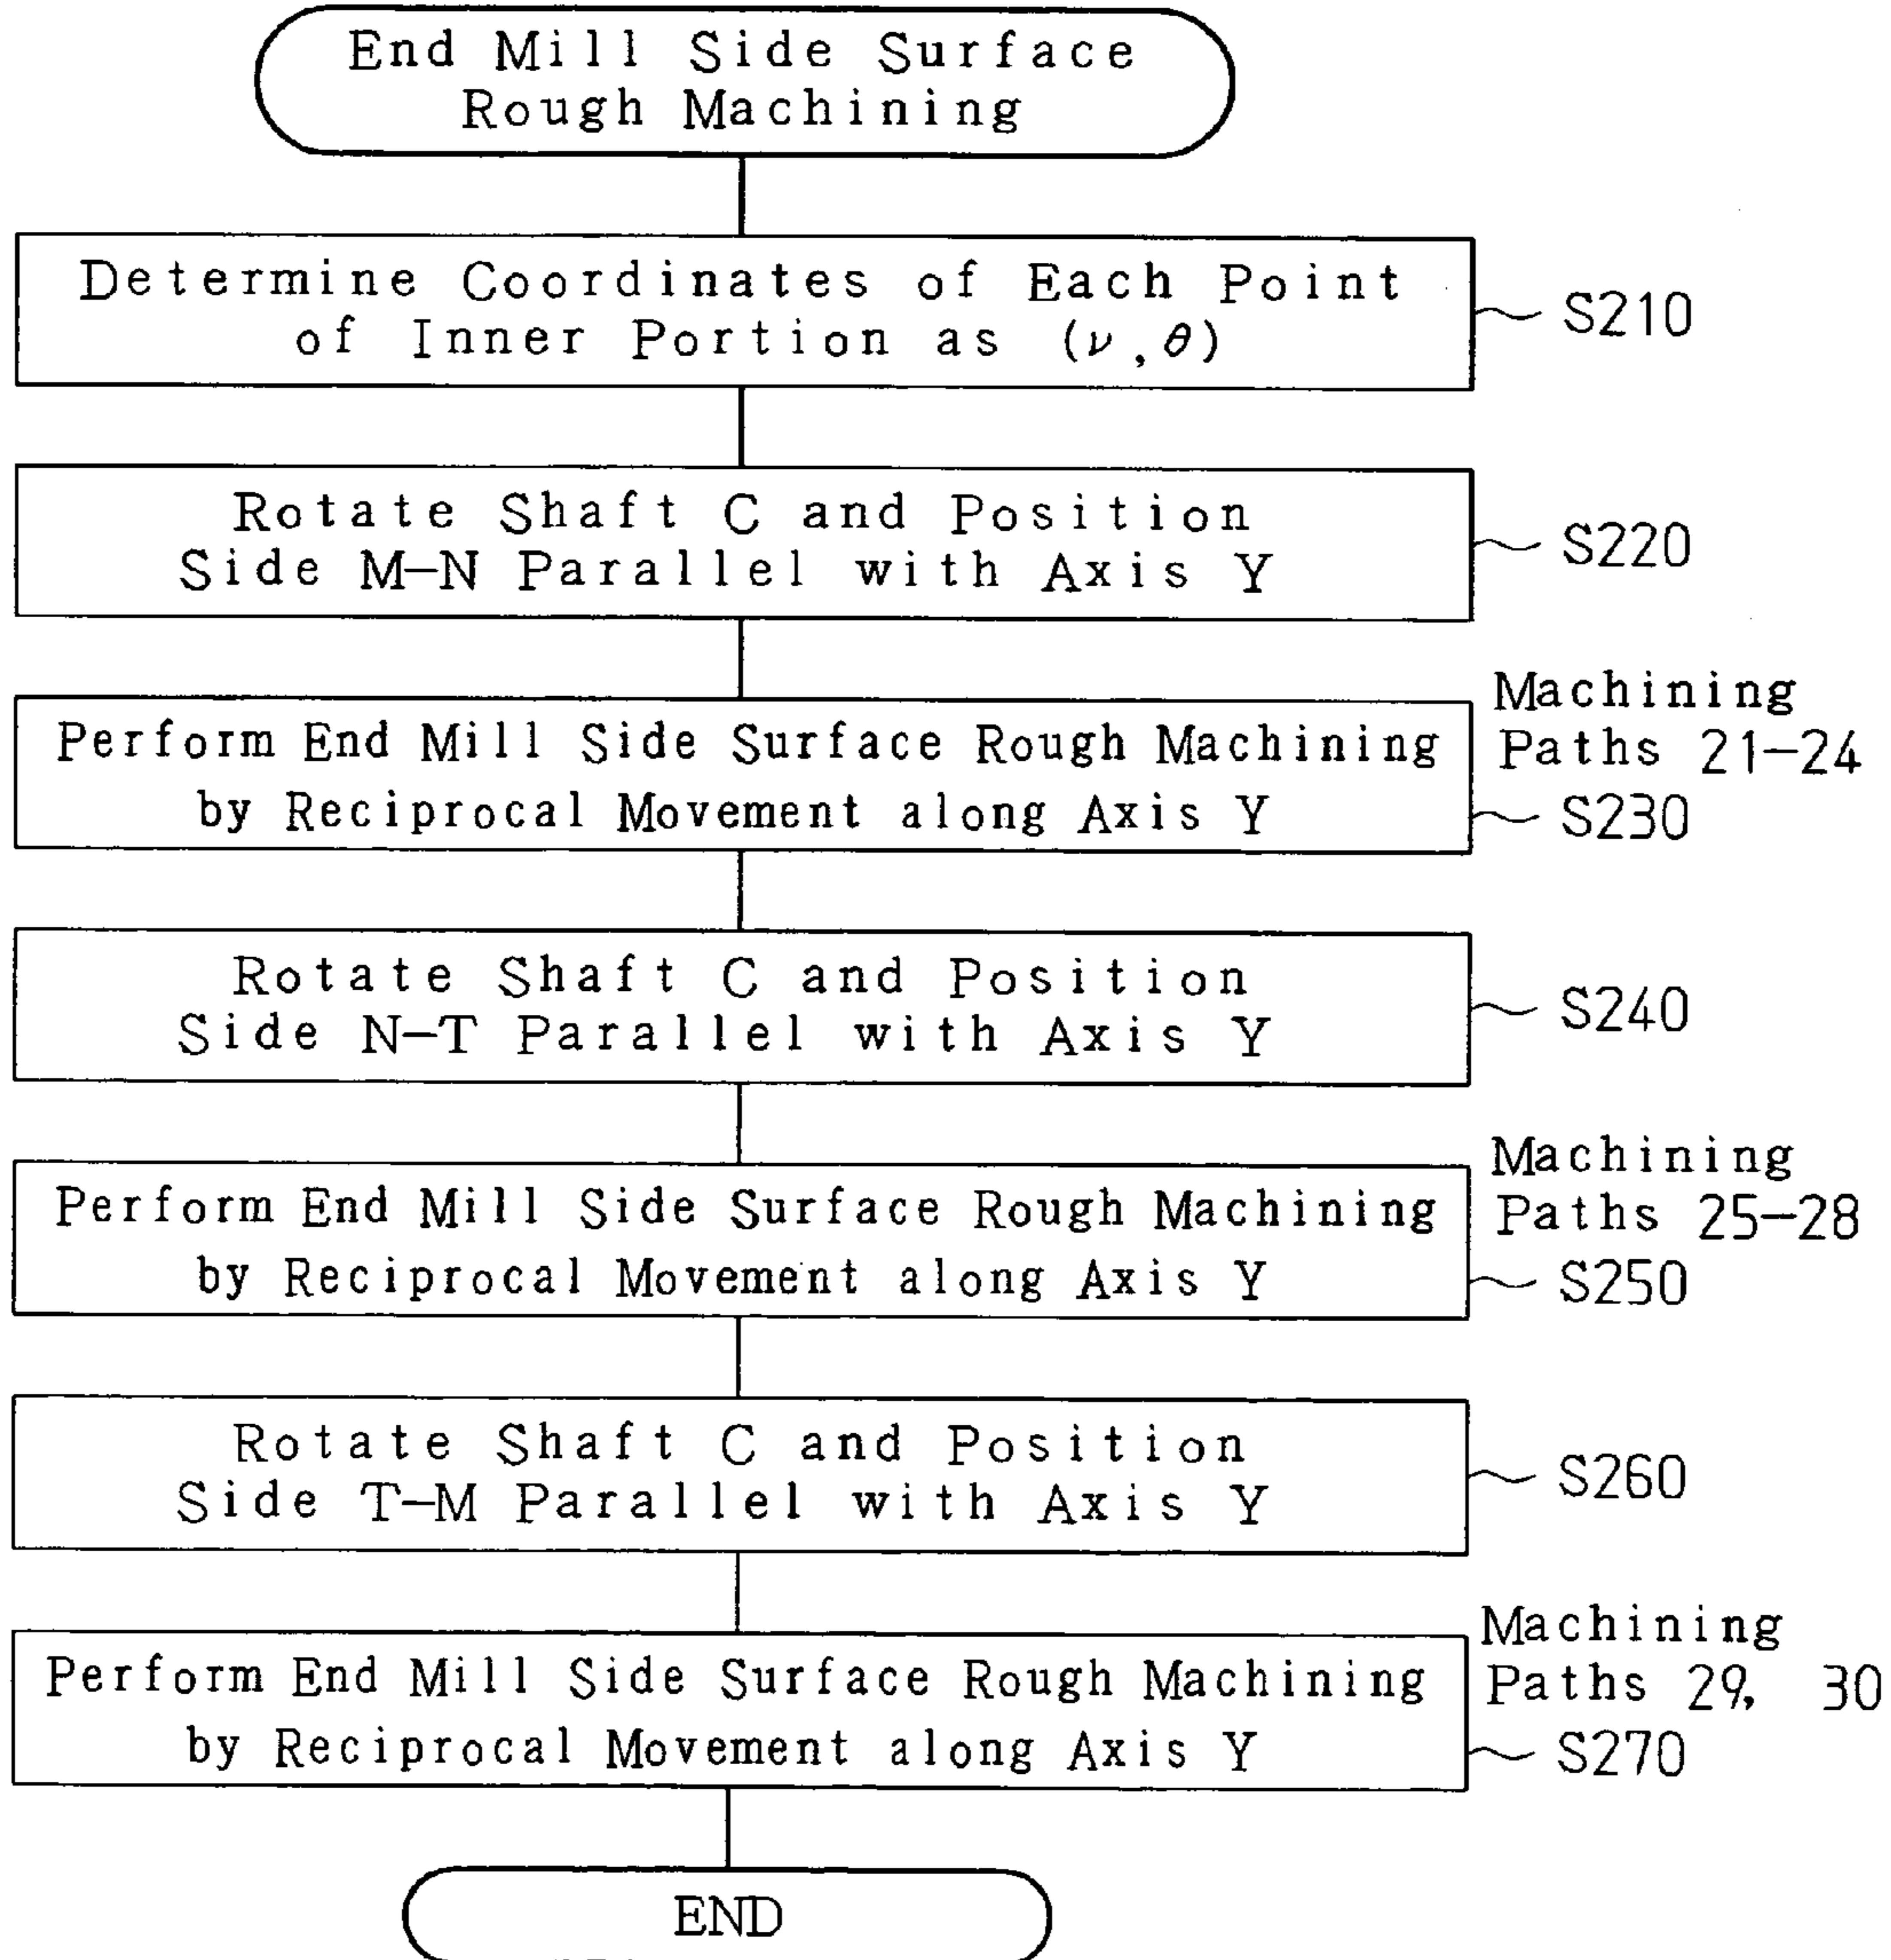 End Mill Side Surface
Rough Machining
Determine Coordinates of Each Point
of Inner Portion as (ν,θ)
S210
Rotate Shaft C and Position
Side M—N Parallel with Axis Y
S220
Machining
Paths 21—24
Perform End Mill Side Surface Rough Machining
by Reciprocal Movement along Axis Y
S230
Rotate Shaft C and Position
Side N—T Parallel with Axis Y
S240
Machining
Paths 25—28
Perform End Mill Side Surface Rough Machining
by Reciprocal Movement along Axis Y
S250
Rotate Shaft C and Position
Side T—M Parallel with Axis Y
S260
Machining
Paths 29, 30
Perform End Mill Side Surface Rough Machining
by Reciprocal Movement along Axis Y
S270
END